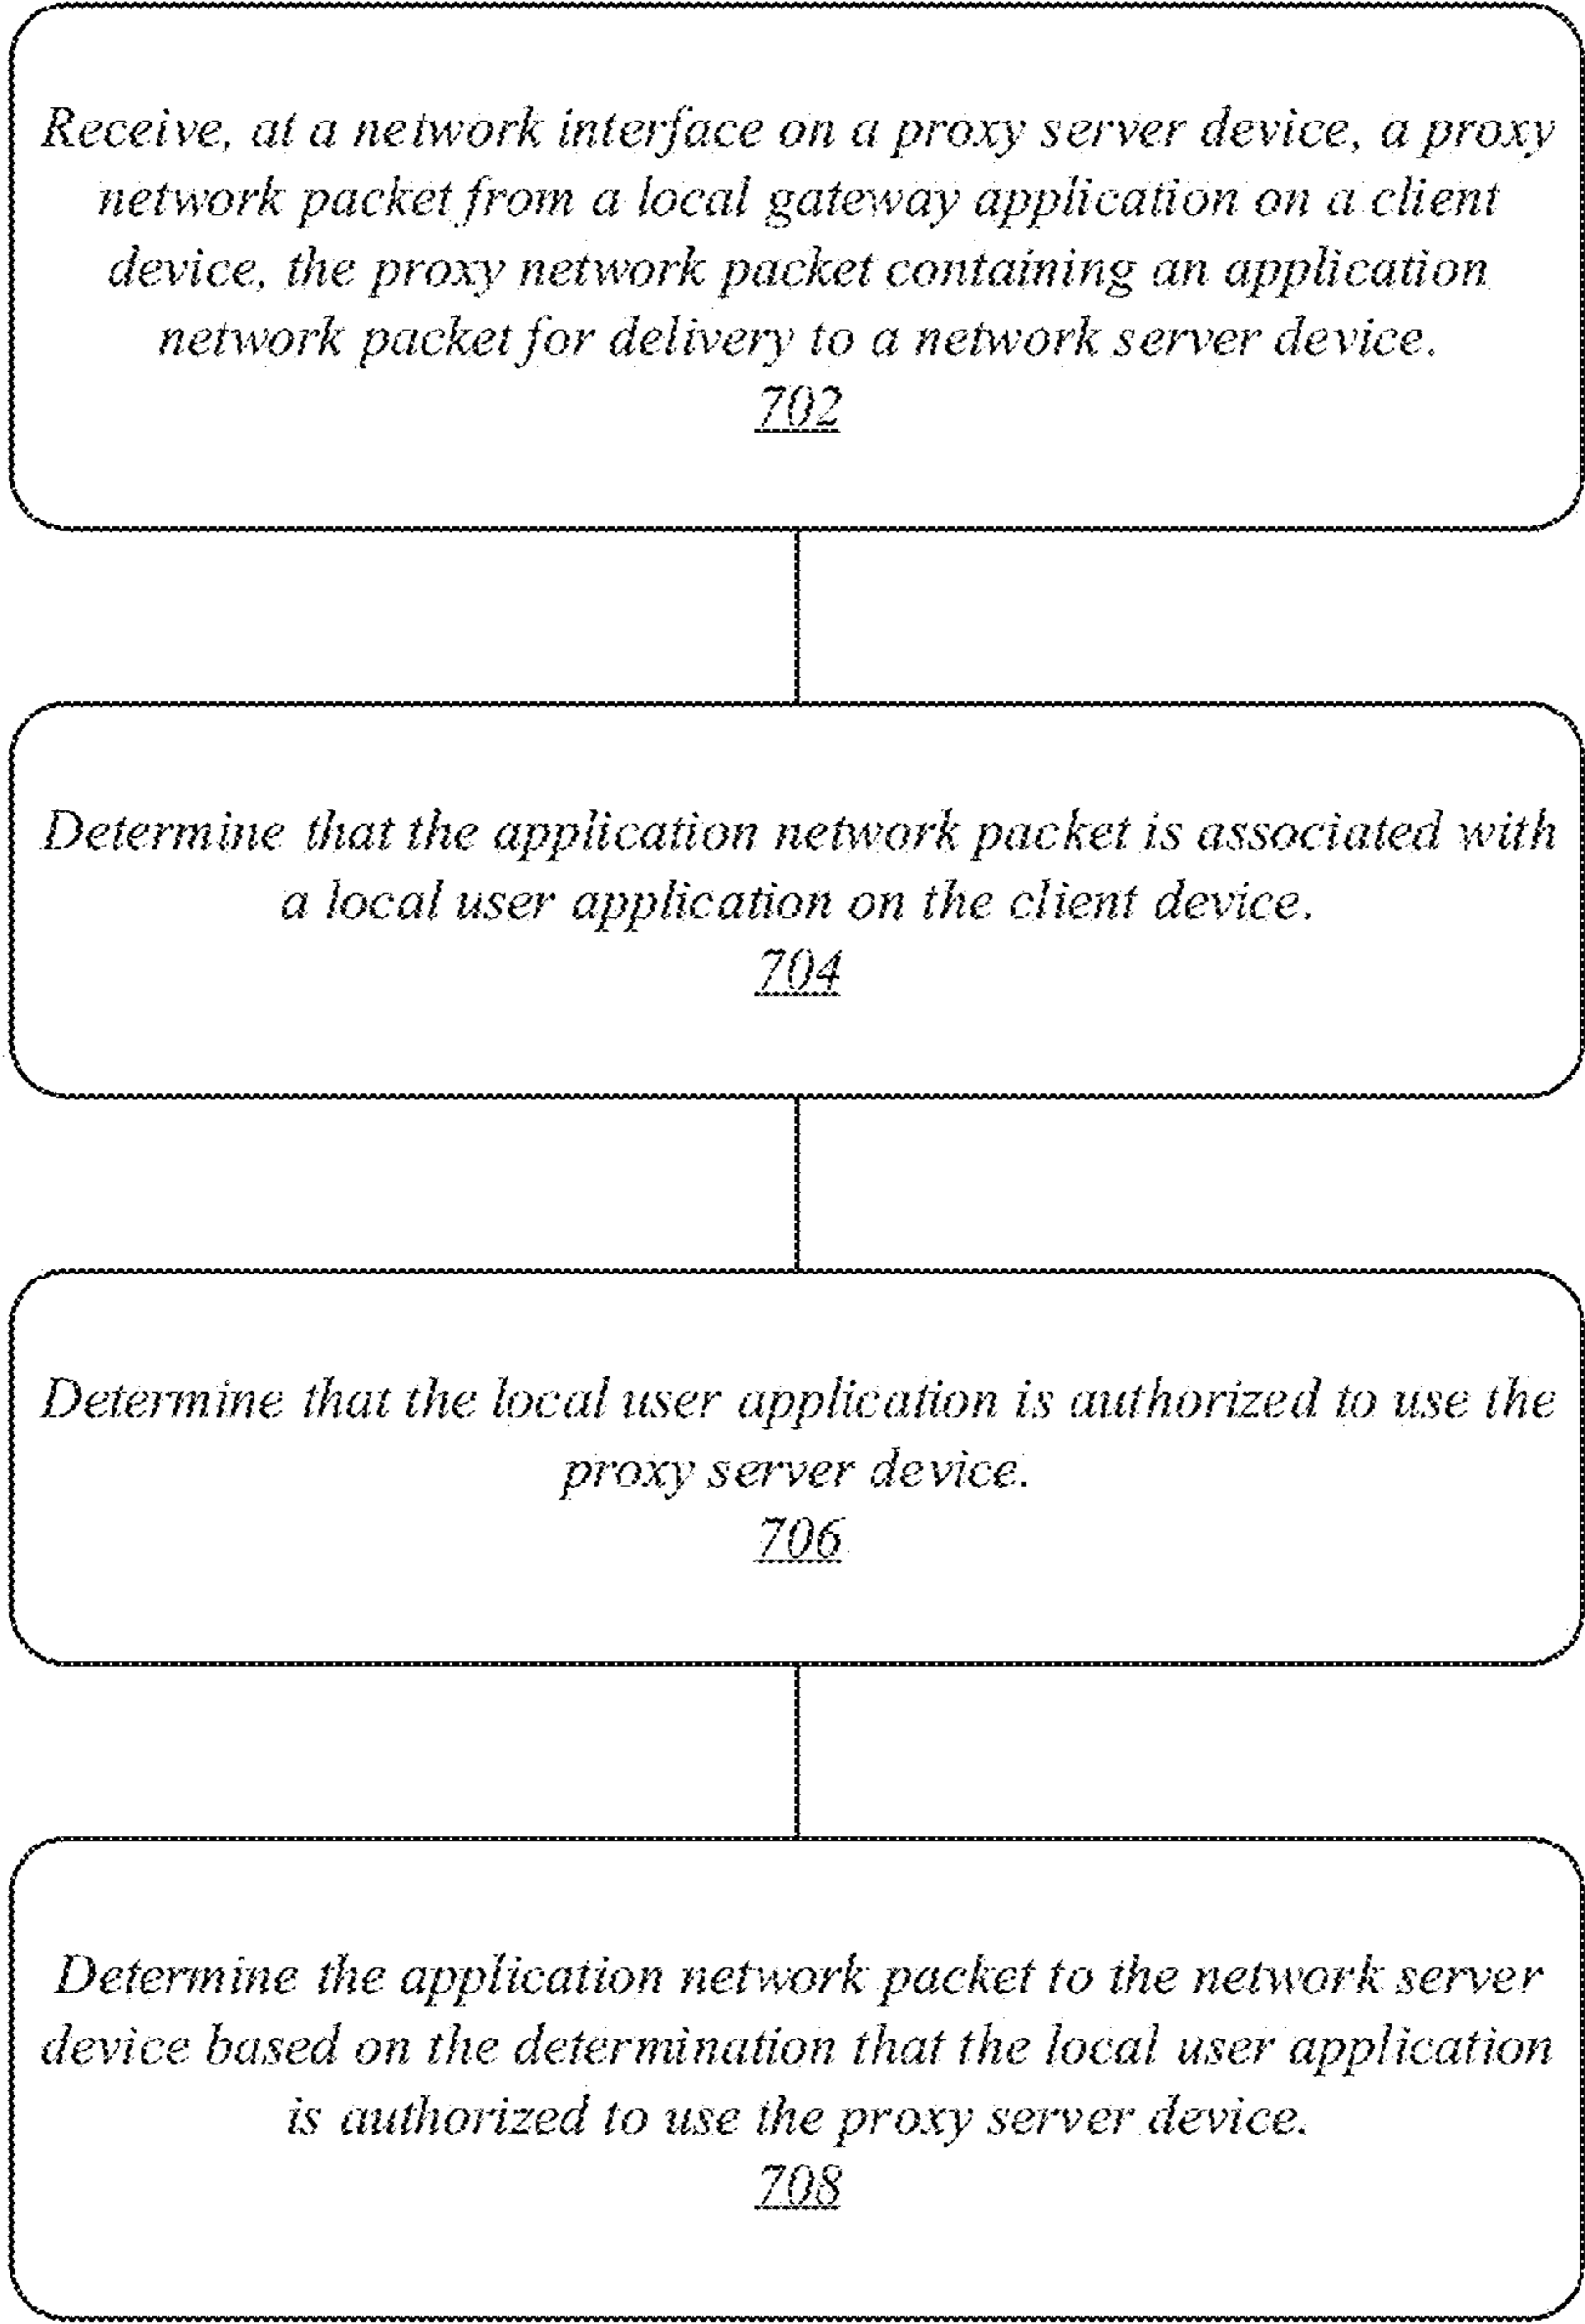 Receive, at a network interface on a proxy server device, a proxy
network packet from a local gateway application on a client
device, the proxy network packet containing an application
network packet for delivery to a network server device.
702
Determine that the application network packet is associated with
a local user application on the client device.
704
Determine that the local user application is authorized to use the
proxy server device.
706
Determine the application network packet to the network server
device based on the determination that the local user application
is authorized to use the proxy server device.
708